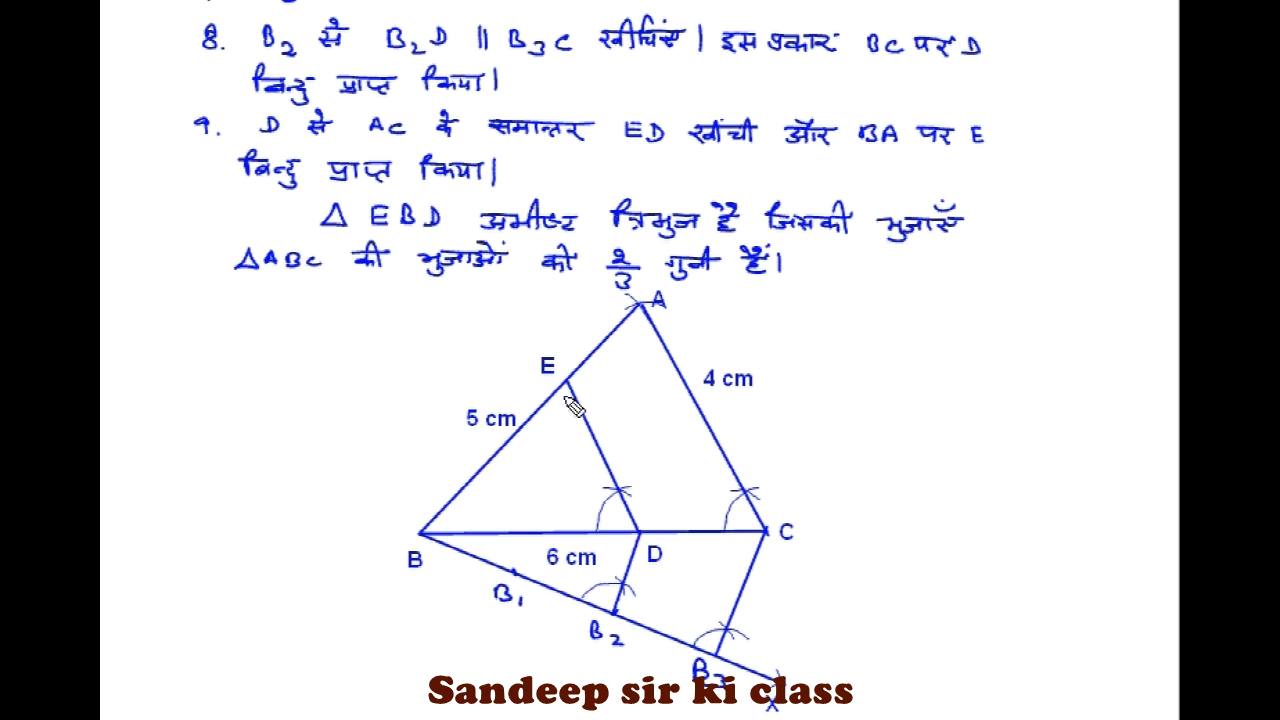 8. B2 से B2D || B3C खींचिए। इस प्रकार BC पर D
बिन्दु प्राप्त किया।
9. D से AC के समान्तर ED खींची और BA पर E
बिन्दु प्राप्त किया।
Δ EBD अभीष्ट त्रिभुज है जिसकी भुजाएँ
ΔABC की भुजाओं की 2/3 गुनी हैं।
A
E
4 cm
5 cm
B
6 cm
D
C
B1
B2
B3
X
Sandeep sir ki class